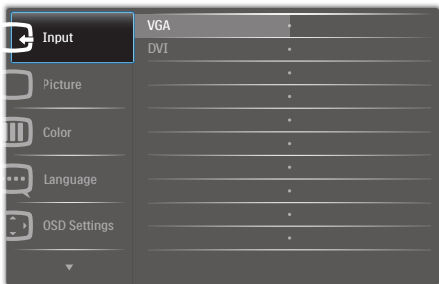 Input
VGA
DVI
Picture
Color
Language
OSD Settings